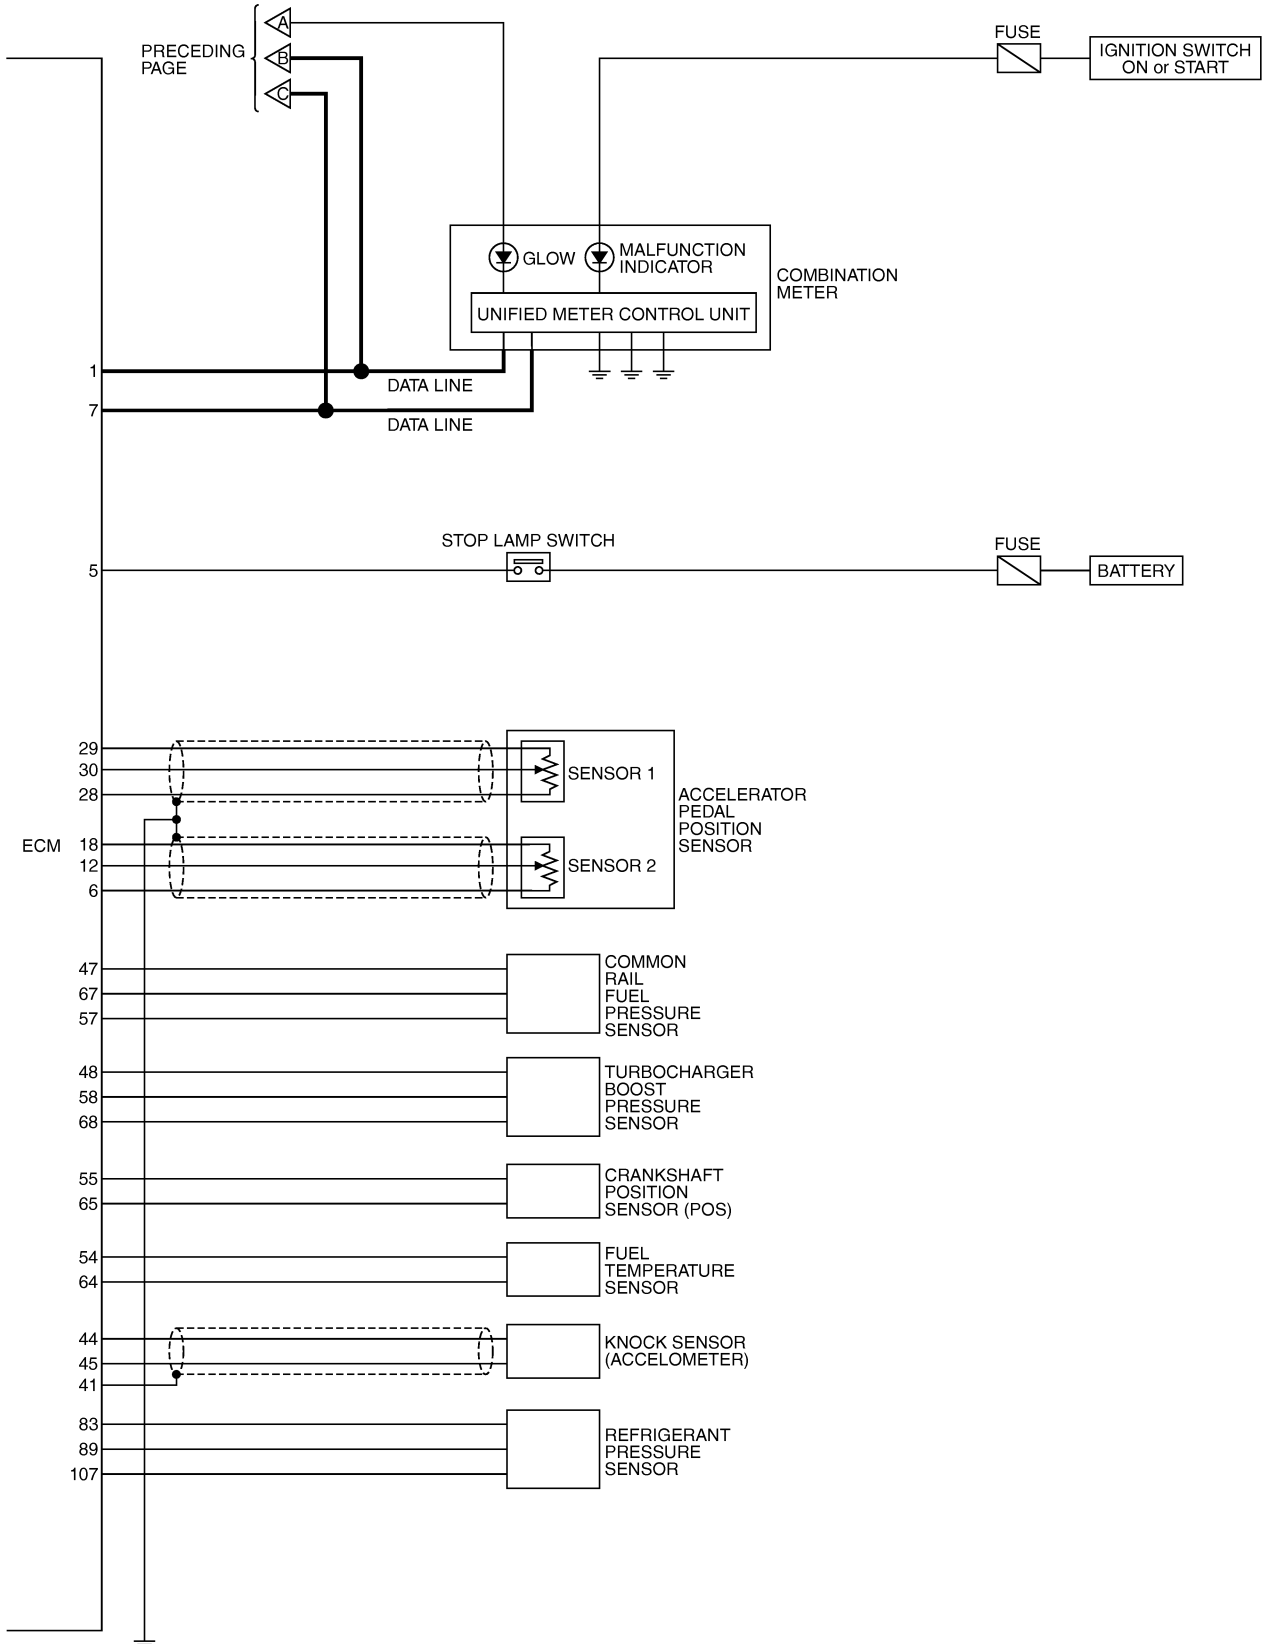 A
PRECEDING
PAGE
B
C
FUSE
IGNITION SWITCH
ON or START
GLOW
MALFUNCTION
INDICATOR
COMBINATION
METER
UNIFIED METER CONTROL UNIT
1
DATA LINE
7
DATA LINE
STOP LAMP SWITCH
FUSE
5
BATTERY
29
30
28
SENSOR 1
ACCELERATOR
PEDAL
POSITION
SENSOR
ECM
18
12
6
SENSOR 2
47
67
57
COMMON
RAIL
FUEL
PRESSURE
SENSOR
48
58
68
TURBOCHARGER
BOOST
PRESSURE
SENSOR
55
65
CRANKSHAFT
POSITION
SENSOR (POS)
54
64
FUEL
TEMPERATURE
SENSOR
44
45
41
KNOCK SENSOR
(ACCELOMETER)
83
89
107
REFRIGERANT
PRESSURE
SENSOR